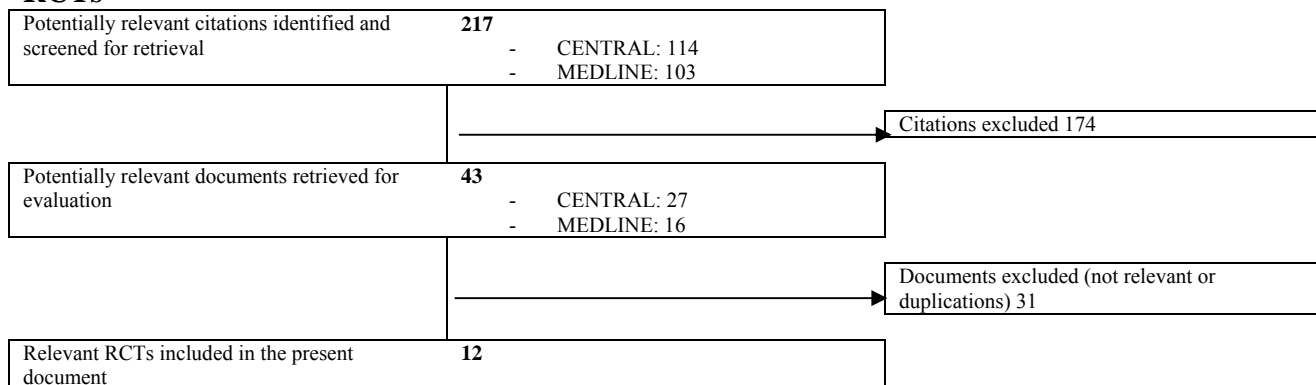 RCTs
Potentially relevant citations identified and 217
screened for retrieval - CENTRAL: 114
- MEDLINE: 103
Citations excluded 174
Potentially relevant documents retrieved for 43
evaluation - CENTRAL: 27
- MEDLINE: 16
Documents excluded (not relevant or
duplications) 31
Relevant RCTs included in the present 12
document